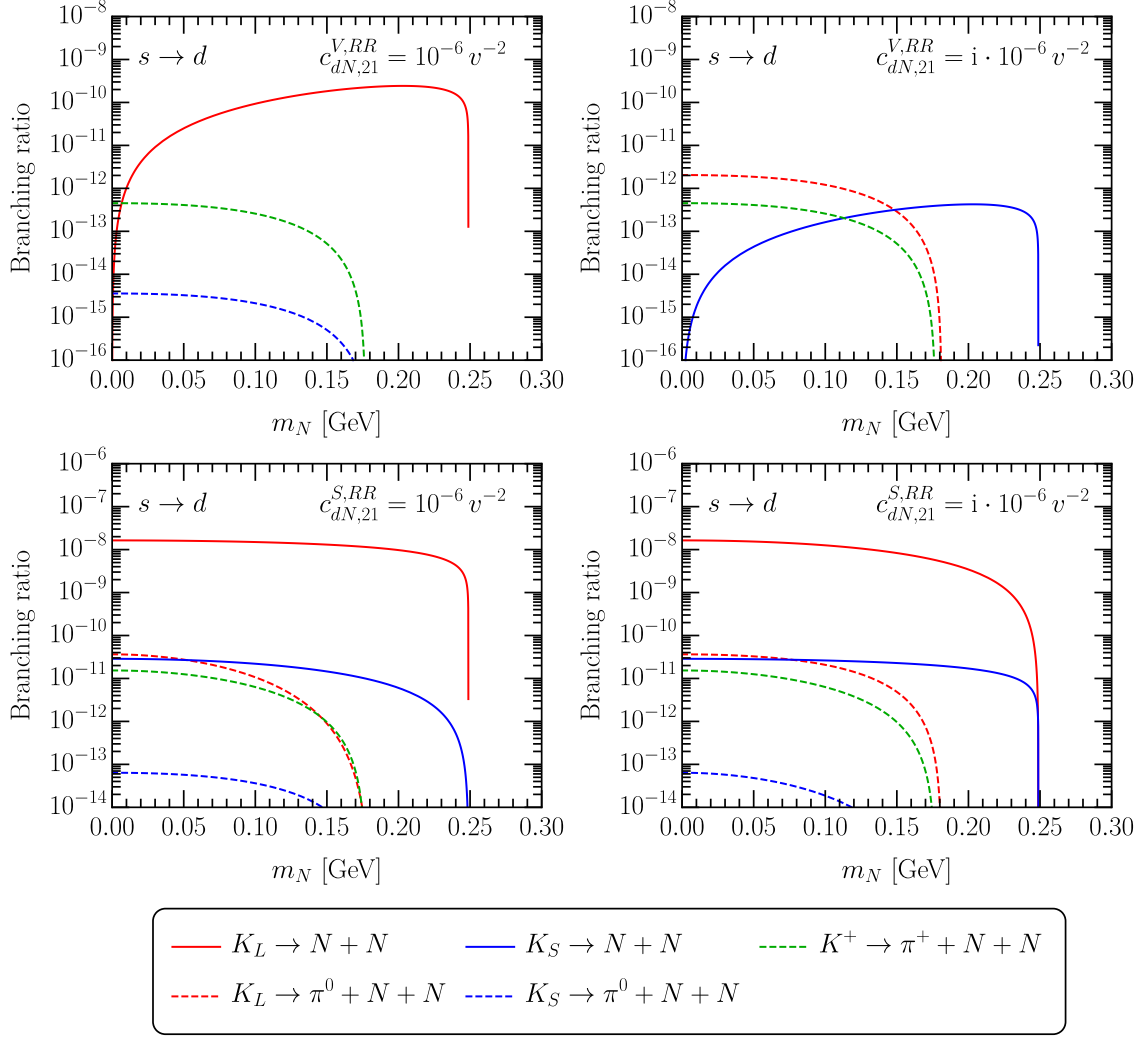 s → d c_{dN,21}^{V,RR} = 10^{-6} v^{-2}
Branching ratio
10^{-8}
10^{-9}
10^{-10}
10^{-11}
10^{-12}
10^{-13}
10^{-14}
10^{-15}
10^{-16}
0.00 0.05 0.10 0.15 0.20 0.25 0.30
m_N [GeV]
s → d c_{dN,21}^{V,RR} = i · 10^{-6} v^{-2}
Branching ratio
10^{-8}
10^{-9}
10^{-10}
10^{-11}
10^{-12}
10^{-13}
10^{-14}
10^{-15}
10^{-16}
0.00 0.05 0.10 0.15 0.20 0.25 0.30
m_N [GeV]
s → d c_{dN,21}^{S,RR} = 10^{-6} v^{-2}
Branching ratio
10^{-6}
10^{-7}
10^{-8}
10^{-9}
10^{-10}
10^{-11}
10^{-12}
10^{-13}
10^{-14}
0.00 0.05 0.10 0.15 0.20 0.25 0.30
m_N [GeV]
s → d c_{dN,21}^{S,RR} = i · 10^{-6} v^{-2}
Branching ratio
10^{-6}
10^{-7}
10^{-8}
10^{-9}
10^{-10}
10^{-11}
10^{-12}
10^{-13}
10^{-14}
0.00 0.05 0.10 0.15 0.20 0.25 0.30
m_N [GeV]
K_L → N + N K_S → N + N K^+ → π^+ + N + N
K_L → π^0 + N + N K_S → π^0 + N + N